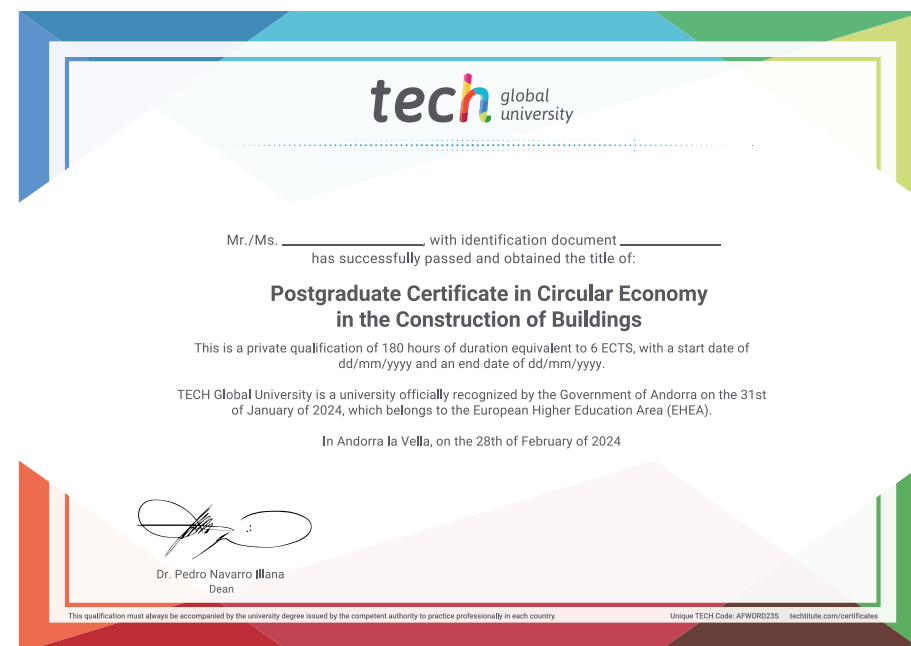 tech global
university
Mr./Ms. ____________________, with identification document ______________
has successfully passed and obtained the title of:
Postgraduate Certificate in Circular Economy
in the Construction of Buildings
This is a private qualification of 180 hours of duration equivalent to 6 ECTS, with a start date of
dd/mm/yyyy and an end date of dd/mm/yyyy.
TECH Global University is a university officially recognized by the Government of Andorra on the 31st
of January of 2024, which belongs to the European Higher Education Area (EHEA).
In Andorra la Vella, on the 28th of February of 2024
Dr. Pedro Navarro Illana
Dean
This qualification must always be accompanied by the university degree issued by the competent authority to practice professionally in each country. Unique TECH Code: AFWORD23S techtitute.com/certificates